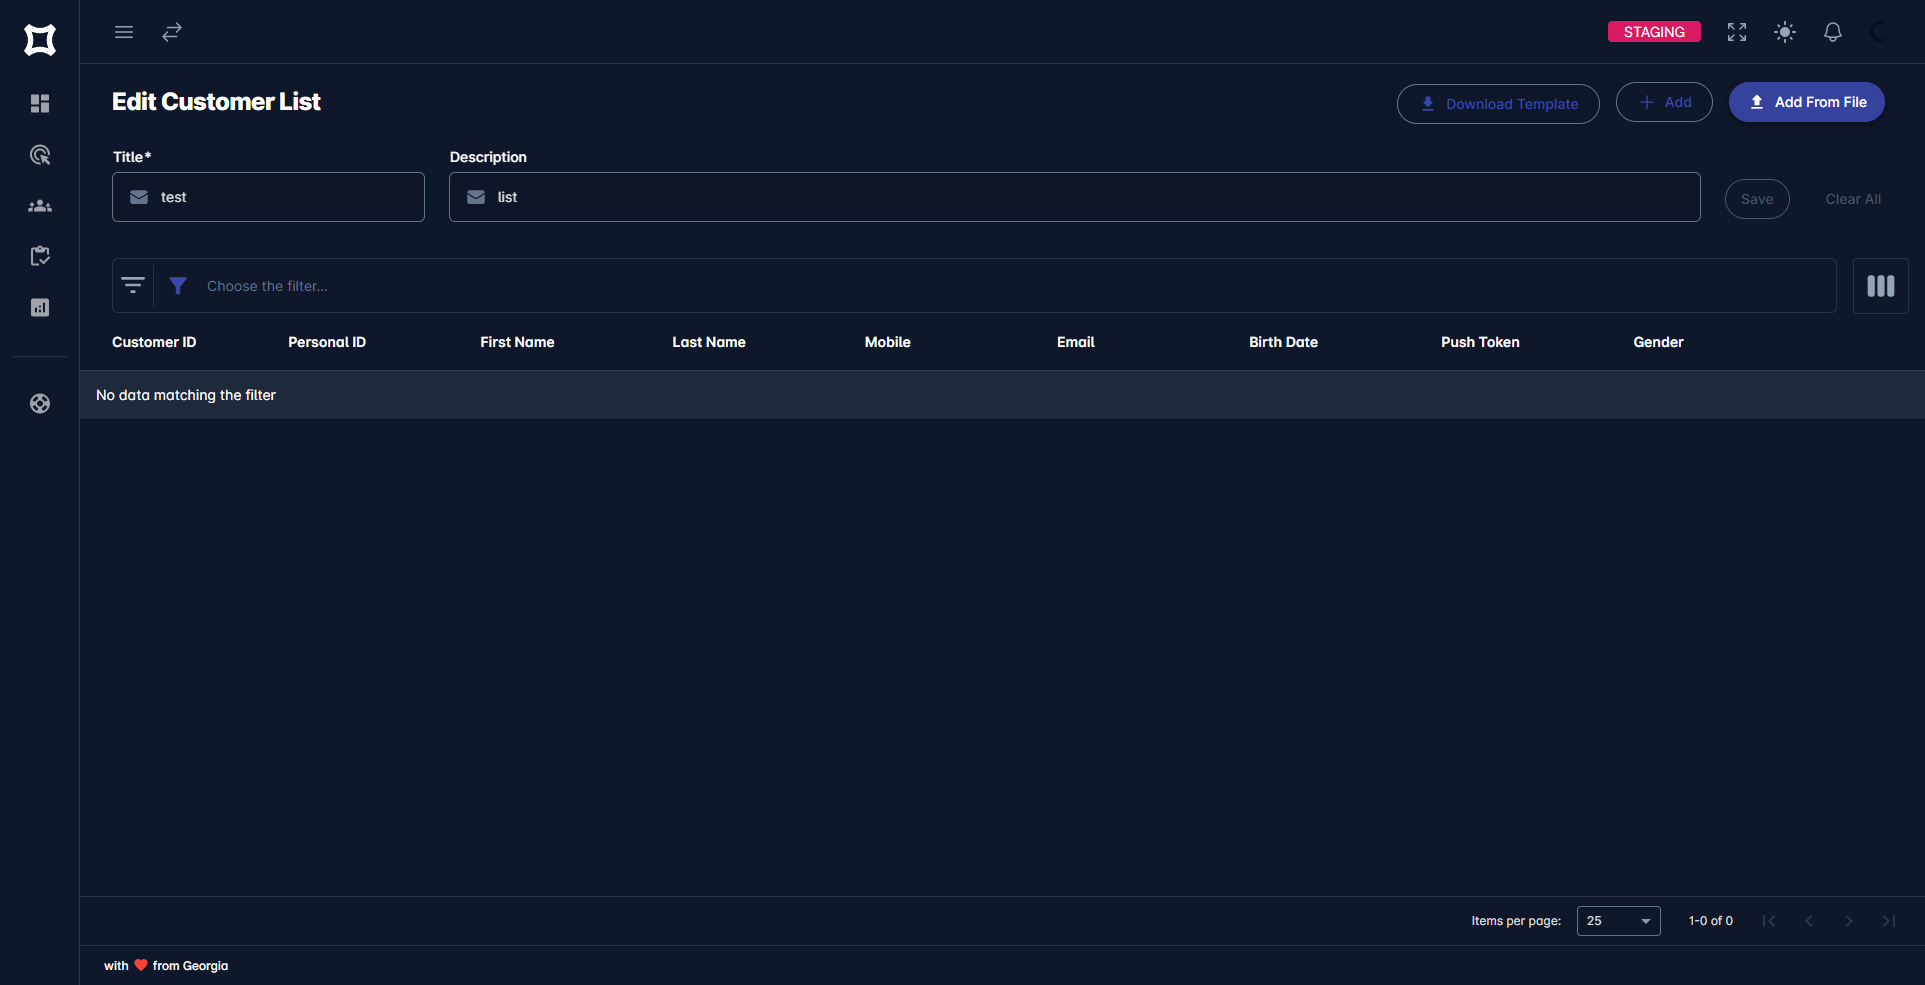 STAGING
Edit Customer List
Download Template
Add
Add From File
Title*
Description
test
list
Save
Clear All
Choose the filter...
Customer ID Personal ID First Name Last Name Mobile Email Birth Date Push Token Gender
No data matching the filter
Items per page: 25 1-0 of 0
with ❤️ from Georgia